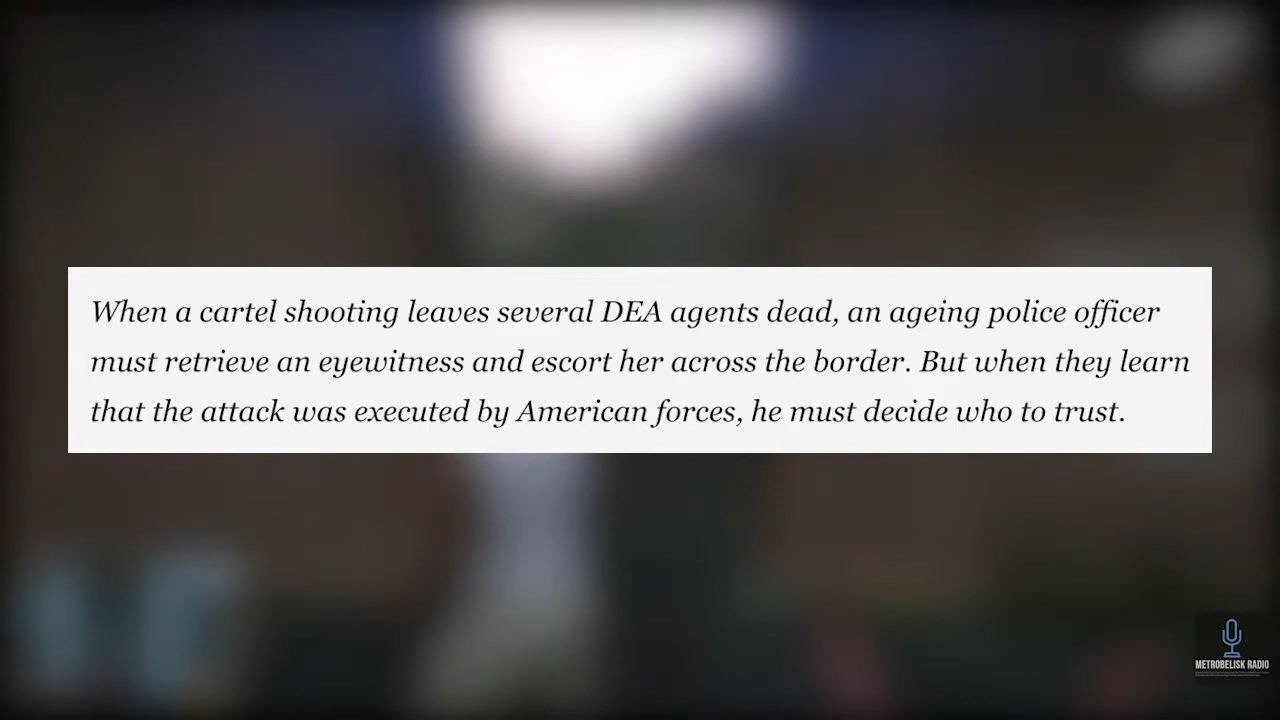 When a cartel shooting leaves several DEA agents dead, an ageing police officer
must retrieve an eyewitness and escort her across the border. But when they learn
that the attack was executed by American forces, he must decide who to trust.
METROBELISK RADIO